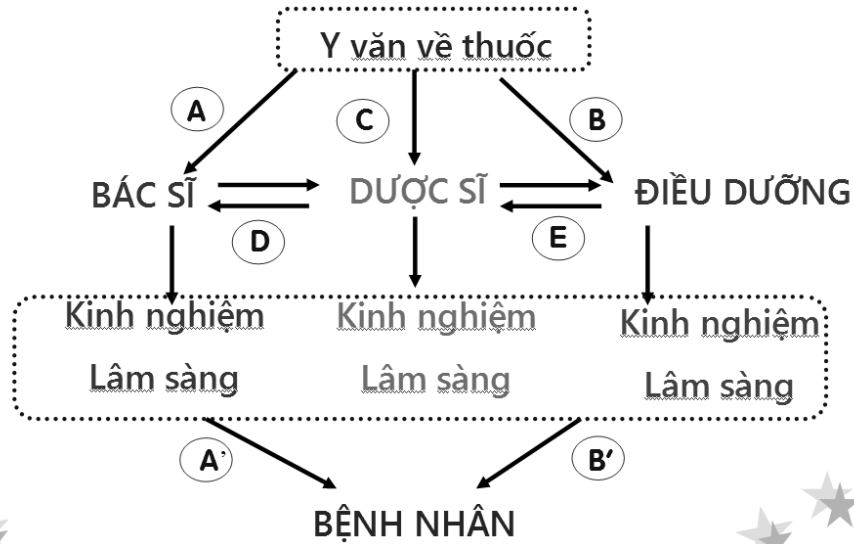 Y văn về thuốc
A
C
B
BÁC SĨ
DƯỢC SĨ
ĐIỀU DƯỠNG
D
E
Kinh nghiệm
Lâm sàng
Kinh nghiệm
Lâm sàng
Kinh nghiệm
Lâm sàng
A’
B’
BỆNH NHÂN